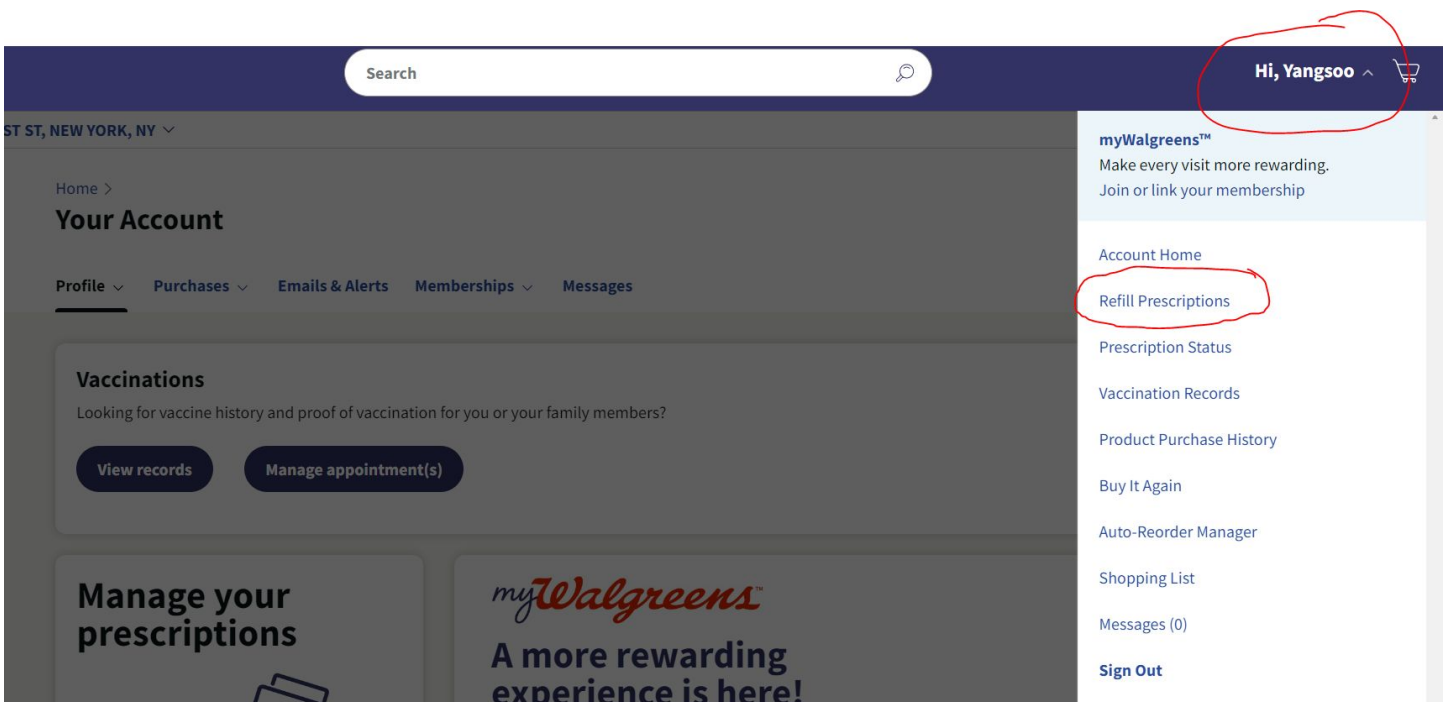 Search
Hi, Yangsoo
ST ST, NEW YORK, NY
Home >
Your Account
Profile
Purchases
Emails & Alerts
Memberships
Messages
Vaccinations
Looking for vaccine history and proof of vaccination for you or your family members?
View records
Manage appointment(s)
Manage your
prescriptions
myWalgreens™
A more rewarding
experience is here!
myWalgreens™
Make every visit more rewarding.
Join or link your membership
Account Home
Refill Prescriptions
Prescription Status
Vaccination Records
Product Purchase History
Buy It Again
Auto-Reorder Manager
Shopping List
Messages (0)
Sign Out